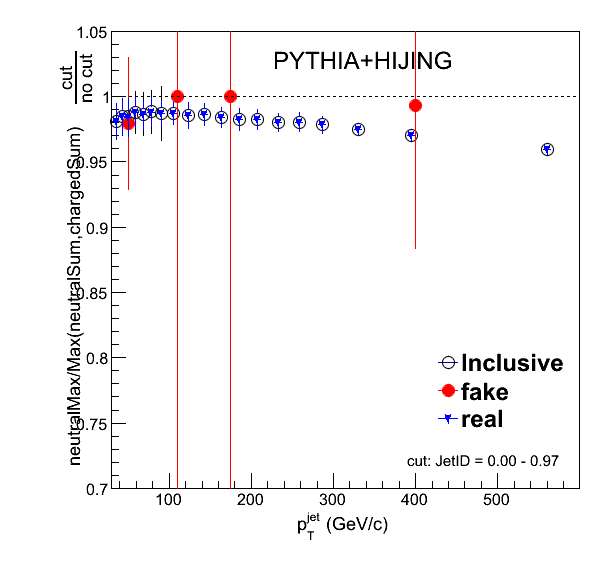 PYTHIA+HIJING
cut
no cut
neutralMax/Max(neutralSum,chargedSum)
1.05
1
0.95
0.9
0.85
0.8
0.75
0.7
Inclusive
fake
real
cut: JetID = 0.00 - 0.97
100 200 300 400 500
p_T^jet (GeV/c)